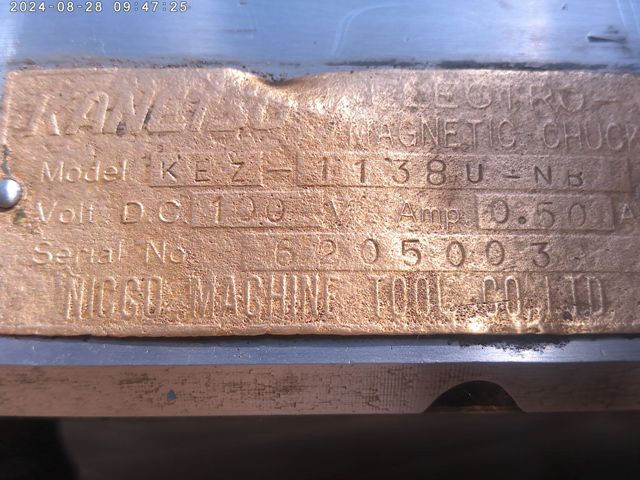 2024-08-28 09:47:25
KANETSU ELECTRO-
MAGNETIC CHUCK
Model KEZ-1138U-NB
Volt D.C 100 V Amp 0.50 A
Serial No 6205003
NICCO MACHINE TOOL CO.LTD